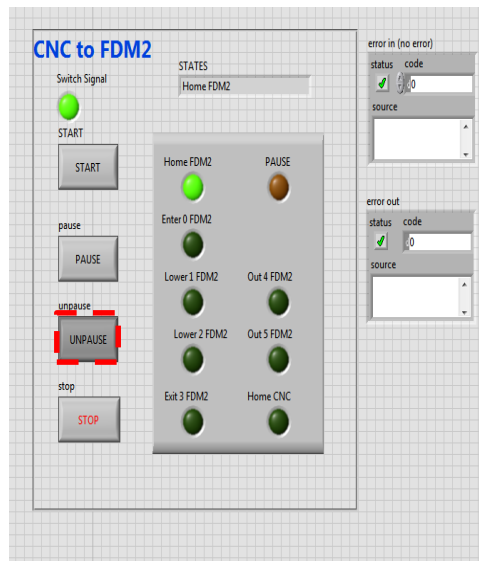 CNC to FDM2
Switch Signal
STATES
Home FDM2
START
START
pause
PAUSE
unpause
UNPAUSE
stop
STOP
Home FDM2 PAUSE
Enter 0 FDM2
Lower 1 FDM2 Out 4 FDM2
Lower 2 FDM2 Out 5 FDM2
Exit 3 FDM2 Home CNC
error in (no error)
status code
0
source
error out
status code
0
source